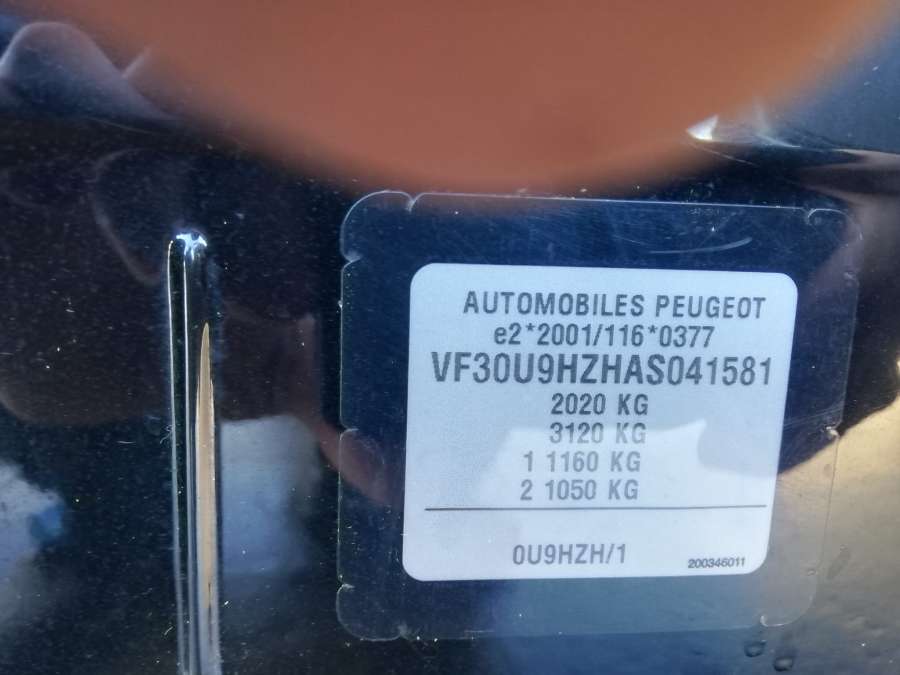 AUTOMOBILES PEUGEOT
e2*2001/116*0377
VF30U9HZHAS041581
2020 KG
3120 KG
1 1160 KG
2 1050 KG
0U9HZH/1
200346011